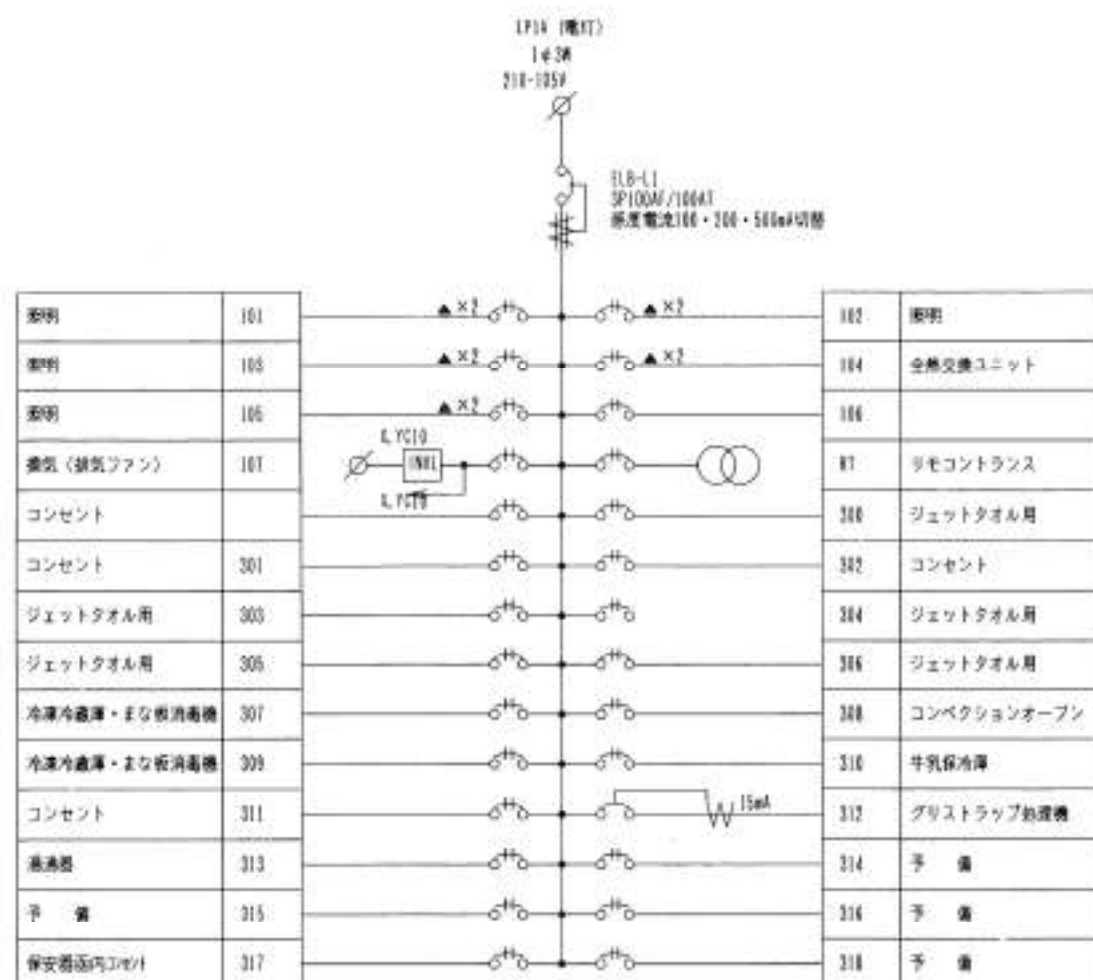 1φ3W
210-105V
ELB-L1
3P100AF/100AT
感度電流100・200・500mA切替
照明 101 ▲×2 ▲×2 102 照明
照明 103 ▲×2 ▲×2 104 全熱交換ユニット
照明 105 ▲×2 106
換気（排気ファン） 107 RT リモコントランス
コンセント 300 ジェットタオル用
コンセント 301 302 コンセント
ジェットタオル用 303 304 ジェットタオル用
ジェットタオル用 305 306 ジェットタオル用
冷凍冷蔵庫・まな板消毒機 307 308 コンベクションオーブン
冷凍冷蔵庫・まな板消毒機 309 310 牛乳保冷庫
コンセント 311 15mA 312 グリストラップ処理機
湯沸器 313 314 予 備
予 備 315 316 予 備
保安器函内コンセント 317 318 予 備